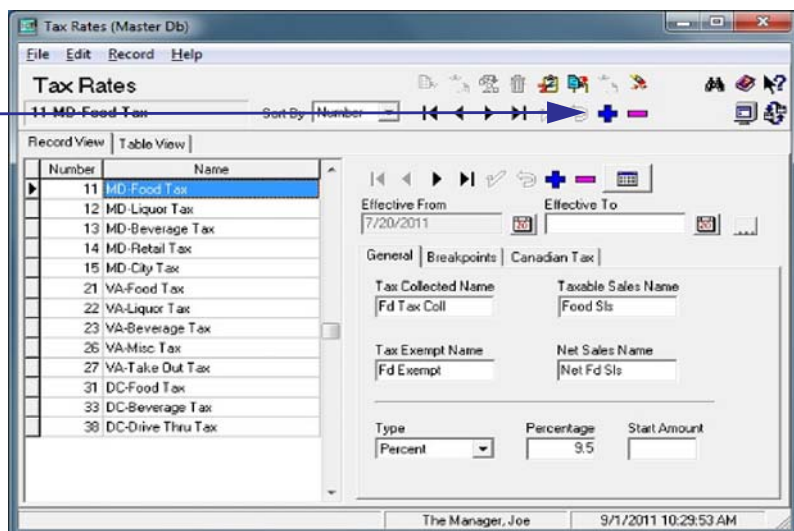 Tax Rates (Master Db)
File Edit Record Help
Tax Rates
11 MD-Food Tax Sort By Number
Record View Table View
Number Name
11 MD-Food Tax
12 MD-Liquor Tax
13 MD-Beverage Tax
14 MD-Retail Tax
15 MD-City Tax
21 VA-Food Tax
22 VA-Liquor Tax
23 VA-Beverage Tax
26 VA-Misc Tax
27 VA-Take Out Tax
31 DC-Food Tax
33 DC-Beverage Tax
38 DC-Drive Thru Tax
Effective From Effective To
7/20/2011 20 20 ...
General Breakpoints Canadian Tax
Tax Collected Name Taxable Sales Name
Fd Tax Coll Food Sls
Tax Exempt Name Net Sales Name
Fd Exempt Net Fd Sls
Type Percentage Start Amount
Percent 9.5
The Manager, Joe 9/1/2011 10:29:53 AM